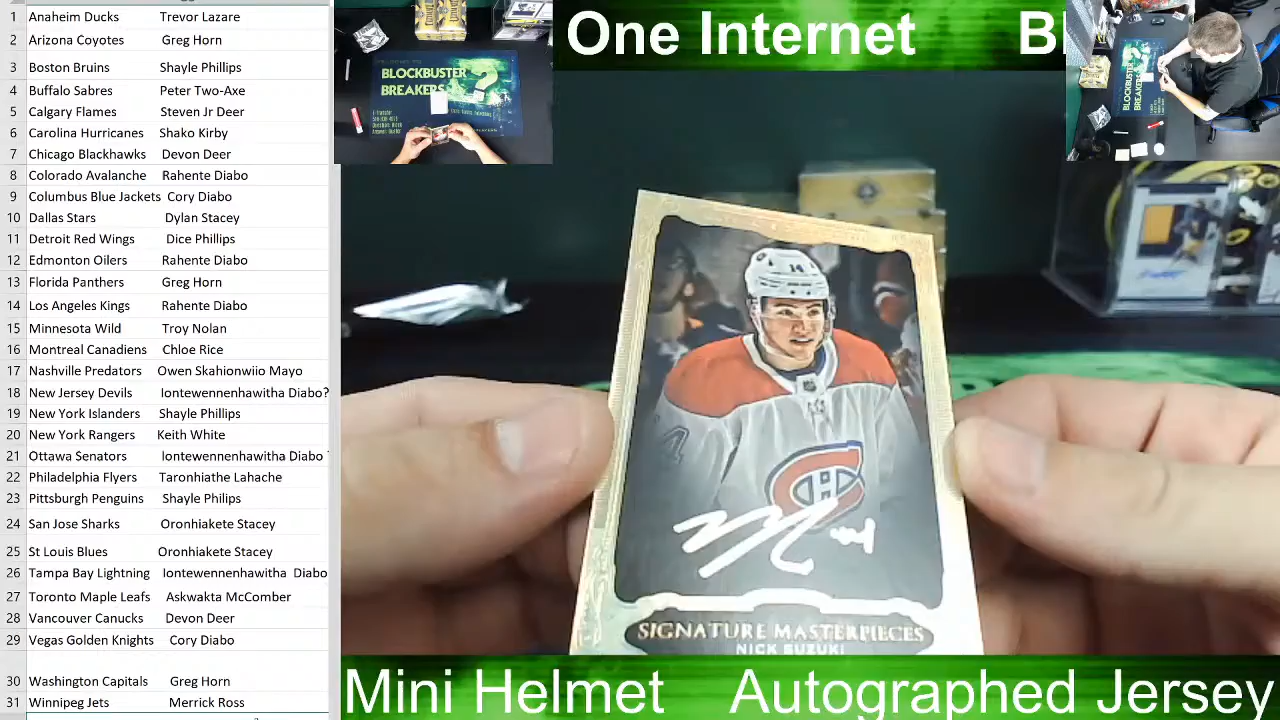 1 Anaheim Ducks Trevor Lazare
Arizona Coyotes Greg Horn
Boston Bruins Shayle Phillips
4 Buffalo Sabres Peter Two-Axe
5 Calgary Flames Steven Jr Deer
6 Carolina Hurricanes Shako Kirby
7 Chicago Blackhawks Devon Deer
8 Colorado Avalanche Rahente Diabo
9 Columbus Blue Jackets Cory Diabo
10 Dallas Stars Dylan Stacey
11 Detroit Red Wings Dice Phillips
12 Edmonton Oilers Rahente Diabo
Florida Panthers Greg Horn
14 Los Angeles Kings Rahente Diabo
15 Minnesota Wild Troy Nolan
16 Montreal Canadiens Chloe Rice
17 Nashville Predators Owen Skahionwiio Mayo
18 New Jersey Devils Iontewennenhawitha Diabo?
19 New York Islanders Shayle Phillips
20 New York Rangers Keith White
21 Ottawa Senators Iontewennenhawitha Diabo
22 Philadelphia Flyers Taronhiathe Lahache
23 Pittsburgh Penguins Shayle Philips
24 San Jose Sharks Oronhiakete Stacey
25 St Louis Blues Oronhiakete Stacey
26 Tampa Bay Lightning Iontewennenhawitha Diabo
27 Toronto Maple Leafs Askwakta McComber
28 Vancouver Canucks Devon Deer
29 Vegas Golden Knights Cory Diabo
30 Washington Capitals Greg Horn
31 Winnipeg Jets Merrick Ross
One Internet
BLOCKBUSTER
BREAKERS
?
BLOCKBUSTER
BREAKERS
14
SIGNATURE MASTERPIECES
NICK SUZUKI
Mini Helmet Autographed Jersey